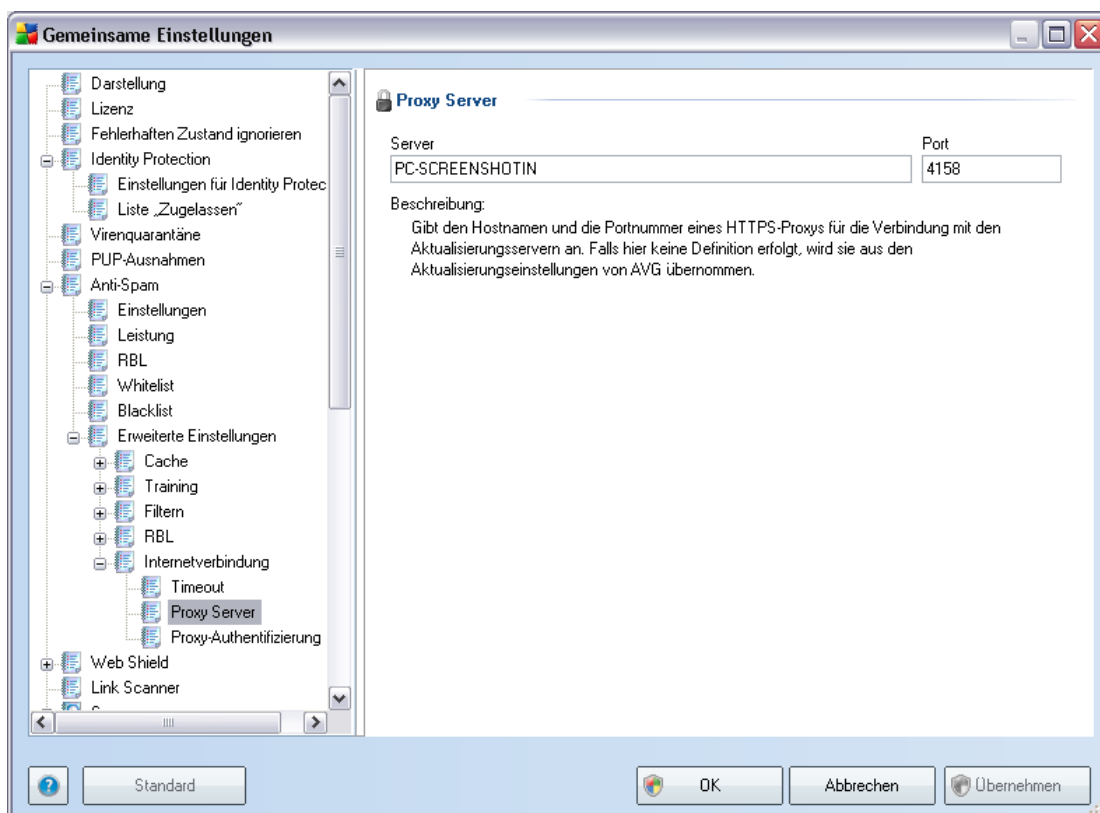 Gemeinsame Einstellungen
Darstellung
Lizenz
Fehlerhaften Zustand ignorieren
Identity Protection
Einstellungen für Identity Protec
Liste „Zugelassen“
Virenquarantäne
PUP-Ausnahmen
Anti-Spam
Einstellungen
Leistung
RBL
Whitelist
Blacklist
Erweiterte Einstellungen
Cache
Training
Filtern
RBL
Internetverbindung
Timeout
Proxy Server
Proxy-Authentifizierung
Web Shield
Link Scanner
Proxy Server
Server Port
PC-SCREENSHOTIN 4158
Beschreibung:
Gibt den Hostnamen und die Portnummer eines HTTPS-Proxys für die Verbindung mit den
Aktualisierungsservern an. Falls hier keine Definition erfolgt, wird sie aus den
Aktualisierungseinstellungen von AVG übernommen.
Standard OK Abbrechen Übernehmen